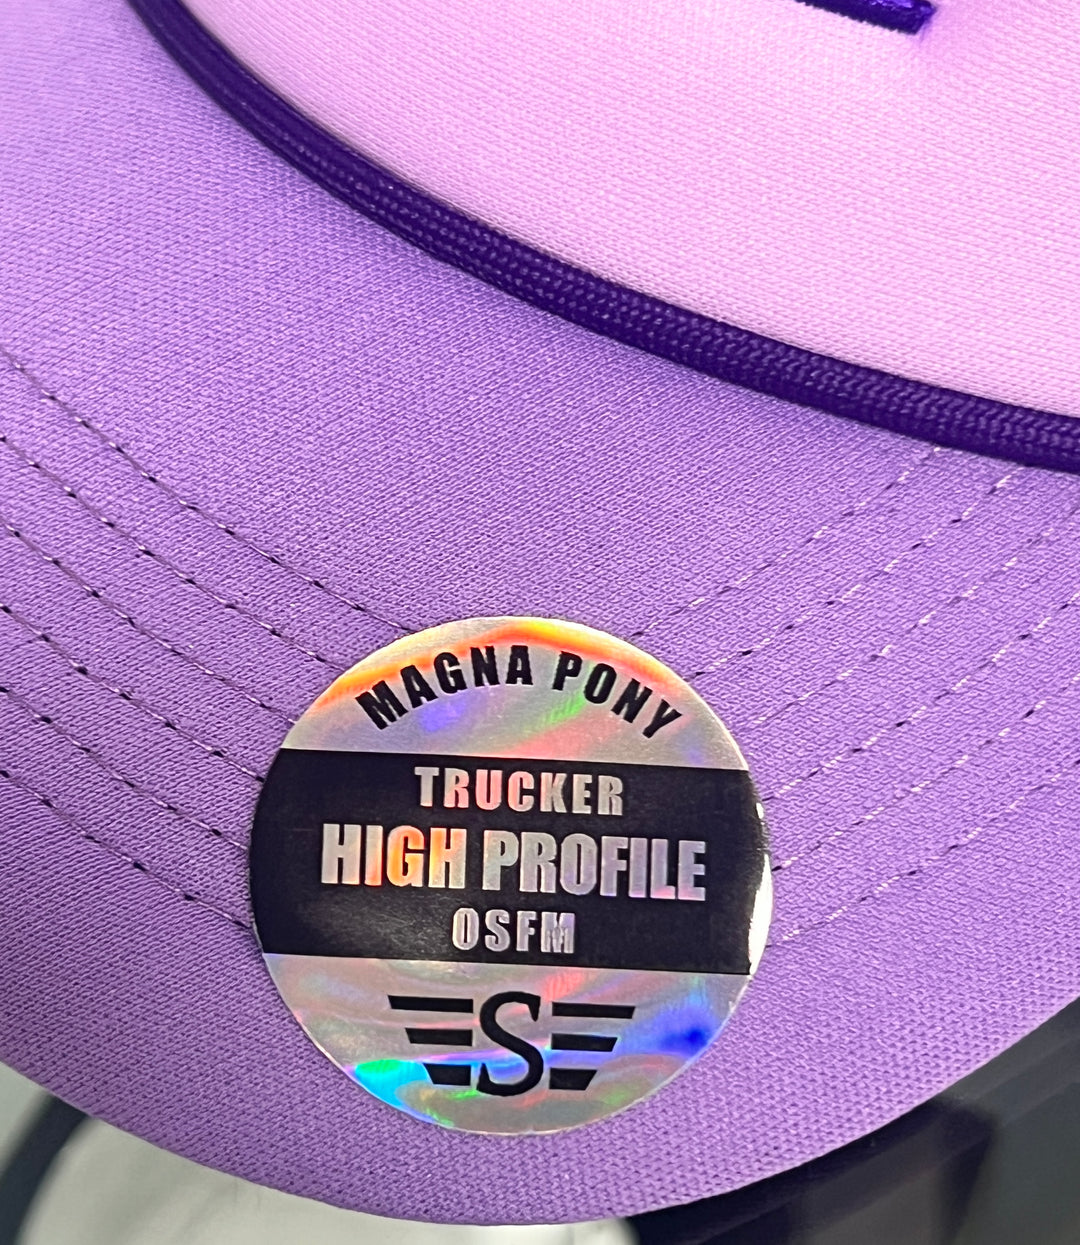 MAGNA PONY
TRUCKER
HIGH PROFILE
OSFM
S